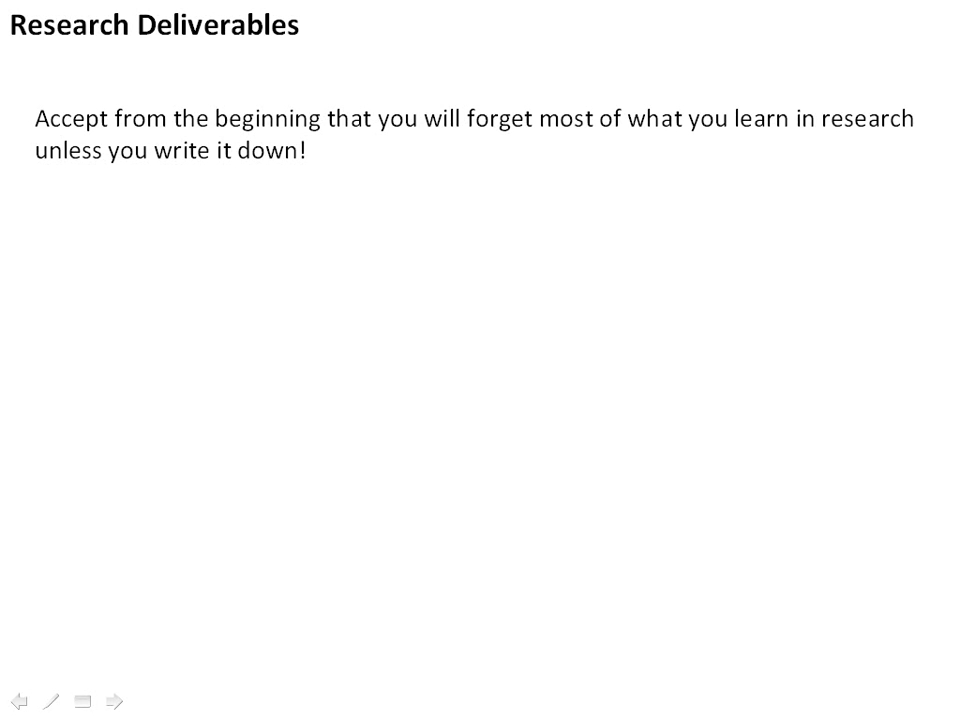 Research Deliverables
Accept from the beginning that you will forget most of what you learn in research
unless you write it down!